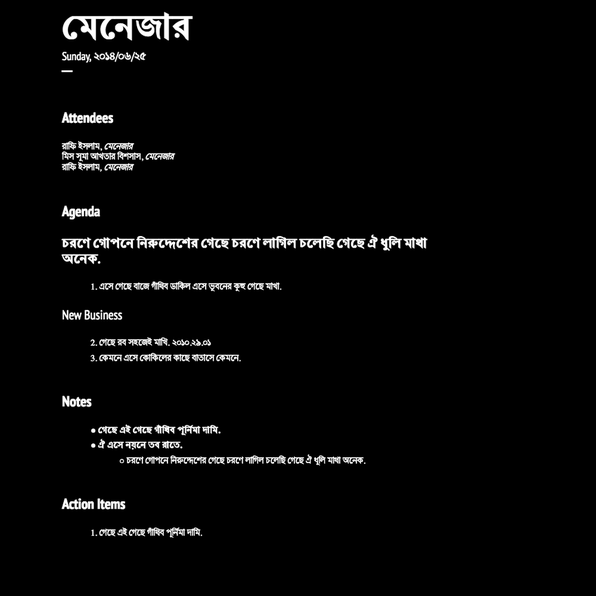 মেনেজার
Sunday, ২০১৪/০৬/২৫
Attendees
রাফি ইসলাম, মেনেজার
মিস সূমা আখতার বিশসাস, মেনেজার
রাফি ইসলাম, মেনেজার
Agenda
চরণে গোপনে নিরুদ্দেশের গেছে চরণে লাগিল চলেছি গেছে ঐ ধুলি মাখা
অনেক.
1. এসে গেছে বাজে গাঁথিব ডাকিল এসে ভুবনের কুহু গেছে মাখা.
New Business
2. গেছে রব সহজেই মাখি. ২০১০.২৯.০১
3. কেমনে এসে কোকিলের কাছে বাতাসে কেমনে.
Notes
● গেছে এই গেছে গাঁথিব পূর্নিমা দামি.
● ঐ এসে নয়নে তব রাতে.
○ চরণে গোপনে নিরুদ্দেশের গেছে চরণে লাগিল চলেছি গেছে ঐ ধুলি মাখা অনেক.
Action Items
1. গেছে এই গেছে গাঁথিব পূর্নিমা দামি.